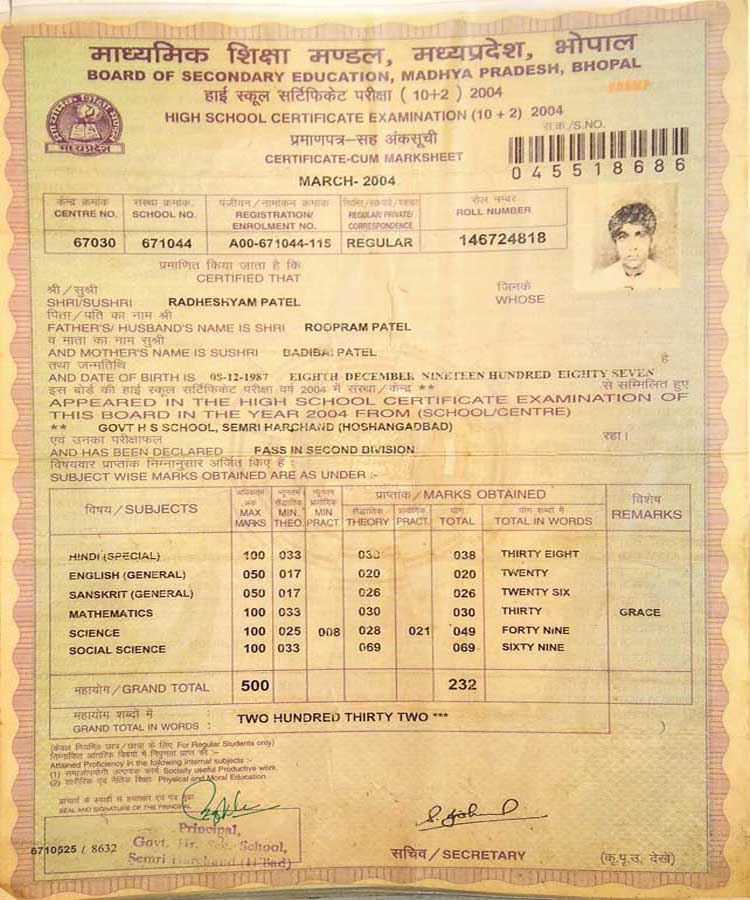 माध्यमिक शिक्षा मण्डल, मध्यप्रदेश, भोपाल
BOARD OF SECONDARY EDUCATION, MADHYA PRADESH, BHOPAL
हाई स्कूल सर्टिफिकेट परीक्षा ( 10+2 ) 2004
HIGH SCHOOL CERTIFICATE EXAMINATION (10 + 2) 2004
प्रमाणपत्र-सह अंकसूची
CERTIFICATE-CUM MARKSHEET
MARCH- 2004
माध्यमिक शिक्षा मण्डल
मध्यप्रदेश
स.क्र./S.NO.
045518686
केन्द्र क्रमांक संस्था क्रमांक पंजीयन/नामांकन क्रमांक रोल नम्बर
CENTRE NO. SCHOOL NO. REGISTRATION/ ENROLMENT NO. REGULAR/ PRIVATE/ CORRESPONDENCE ROLL NUMBER
67030 671044 A00-671044-115 REGULAR 146724818
प्रमाणित किया जाता है कि
CERTIFIED THAT
श्री/सुश्री जिनके
SHRI/SUSHRI RADHESHYAM PATEL WHOSE
पिता/पति का नाम श्री
FATHER'S/ HUSBAND'S NAME IS SHRI ROOPRAM PATEL
व माता का नाम सुश्री
AND MOTHER'S NAME IS SUSHRI BADIBAI PATEL
तथा जन्मतिथि है
AND DATE OF BIRTH IS 08-12-1987 EIGHTH DECEMBER NINETEEN HUNDRED EIGHTY SEVEN
इस बोर्ड की हाई स्कूल सर्टिफिकेट परीक्षा वर्ष 2004 में संस्था/केन्द्र ** से सम्मिलित हुए
APPEARED IN THE HIGH SCHOOL CERTIFICATE EXAMINATION OF
THIS BOARD IN THE YEAR 2004 FROM (SCHOOL/CENTRE)
** GOVT H S SCHOOL, SEMRI HARCHAND (HOSHANGADBAD)
एवं उनका परीक्षाफल रहा।
AND HAS BEEN DECLARED PASS IN SECOND DIVISION
विषयवार प्राप्तांक निम्नानुसार अर्जित किए हैं :
SUBJECT WISE MARKS OBTAINED ARE AS UNDER :-
विषय/SUBJECTS प्राप्तांक/MARKS OBTAINED विशेष
MAX MARKS MIN. THEO. MIN PRACT सैद्धांतिक THEORY प्रायोगिक PRACT. योग TOTAL योग शब्दों में TOTAL IN WORDS REMARKS
HINDI (SPECIAL) 100 033 038 THIRTY EIGHT
ENGLISH (GENERAL) 050 017 020 020 TWENTY
SANSKRIT (GENERAL) 050 017 026 026 TWENTY SIX
MATHEMATICS 100 033 030 030 THIRTY GRACE
SCIENCE 100 025 008 028 021 049 FORTY NINE
SOCIAL SCIENCE 100 033 069 069 SIXTY NINE
महायोग/GRAND TOTAL 500 232
महायोग शब्दों में
GRAND TOTAL IN WORDS : TWO HUNDRED THIRTY TWO ***
(केवल नियमित छात्र/छात्रा के लिए For Regular Students only)
निम्नांकित आंतरिक विषयों में निपुणता प्राप्त की :-
Attained Proficiency in the following internal subjects :-
(1) समाजोपयोगी उत्पादक कार्य Socially useful Productive work.
(2) शारीरिक एवं नैतिक शिक्षा Physical and Moral Education.
SEAL AND SIGNATURE OF THE PRINCIPAL
Principal,
Govt. Hr. Sec. School,
Semri Harchand (H'Bad)
6710525 / 8632
सचिव/SECRETARY
(कृ.पृ.उ. देखें)